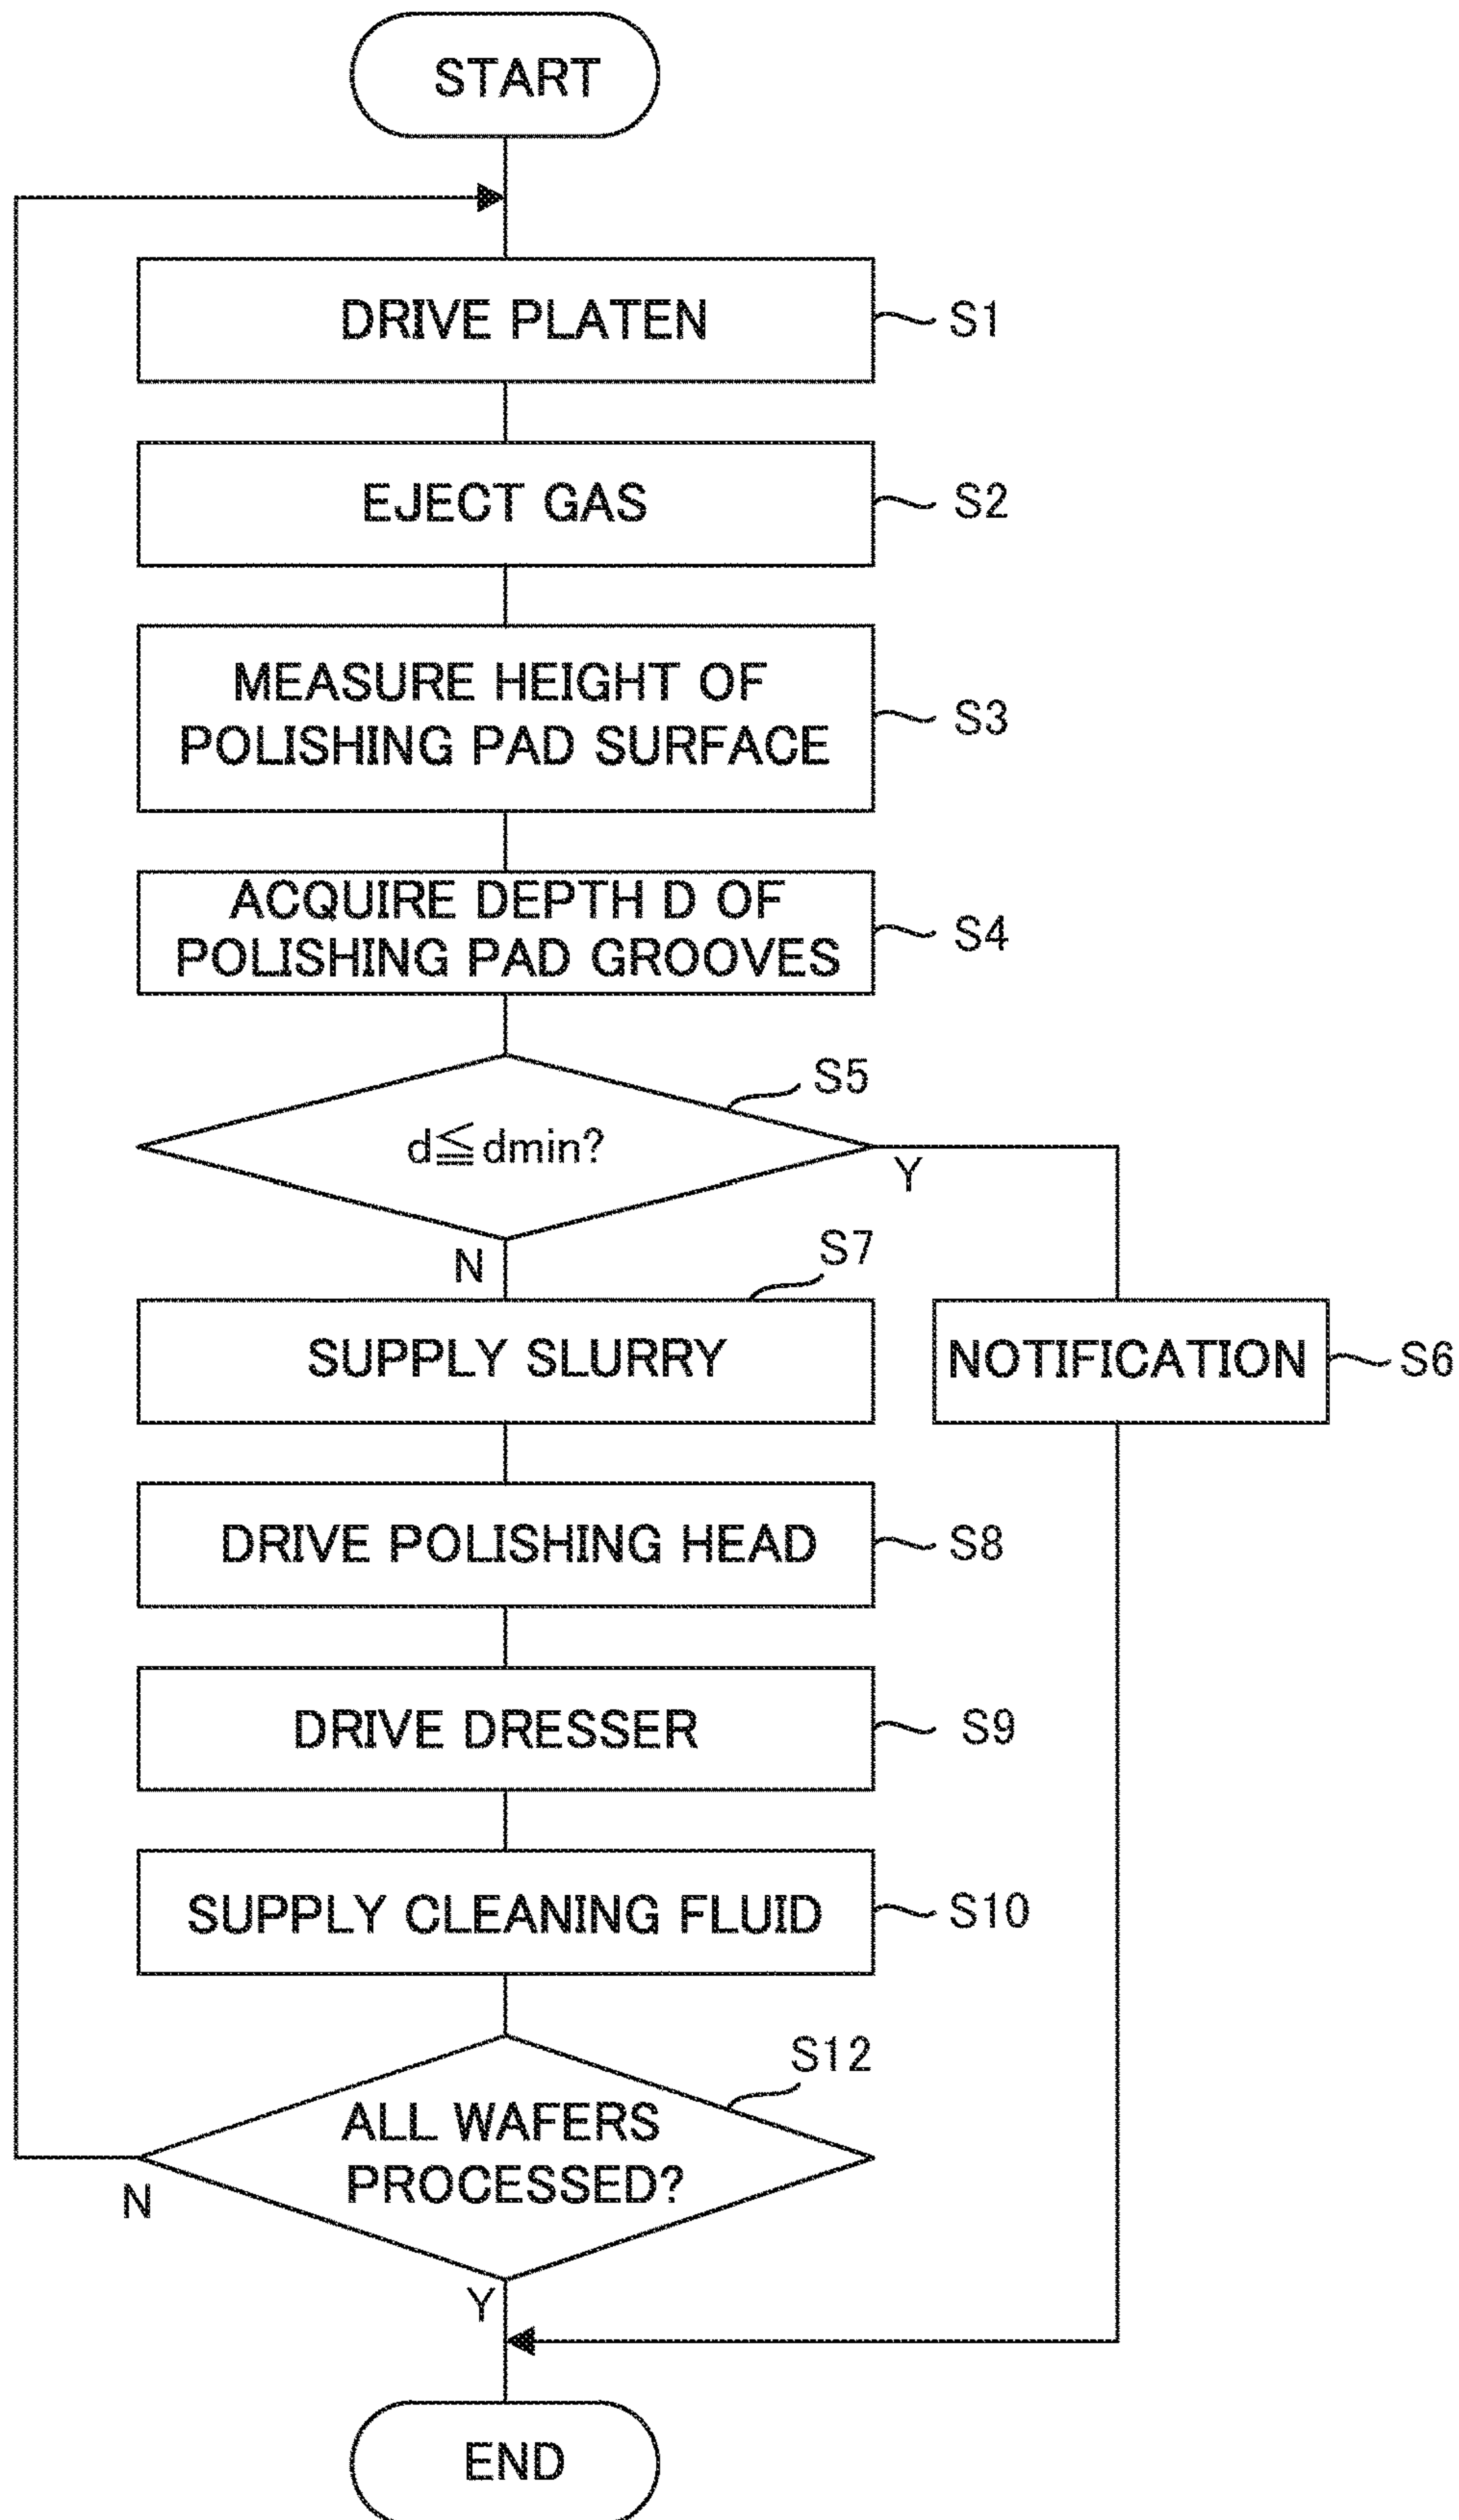 START
DRIVE PLATEN
S1
EJECT GAS
S2
MEASURE HEIGHT OF
POLISHING PAD SURFACE
S3
ACQUIRE DEPTH D OF
POLISHING PAD GROOVES
S4
S5
d≦dmin?
Y
N
S7
SUPPLY SLURRY
NOTIFICATION
S6
DRIVE POLISHING HEAD
S8
DRIVE DRESSER
S9
SUPPLY CLEANING FLUID
S10
S12
ALL WAFERS
PROCESSED?
N
Y
END